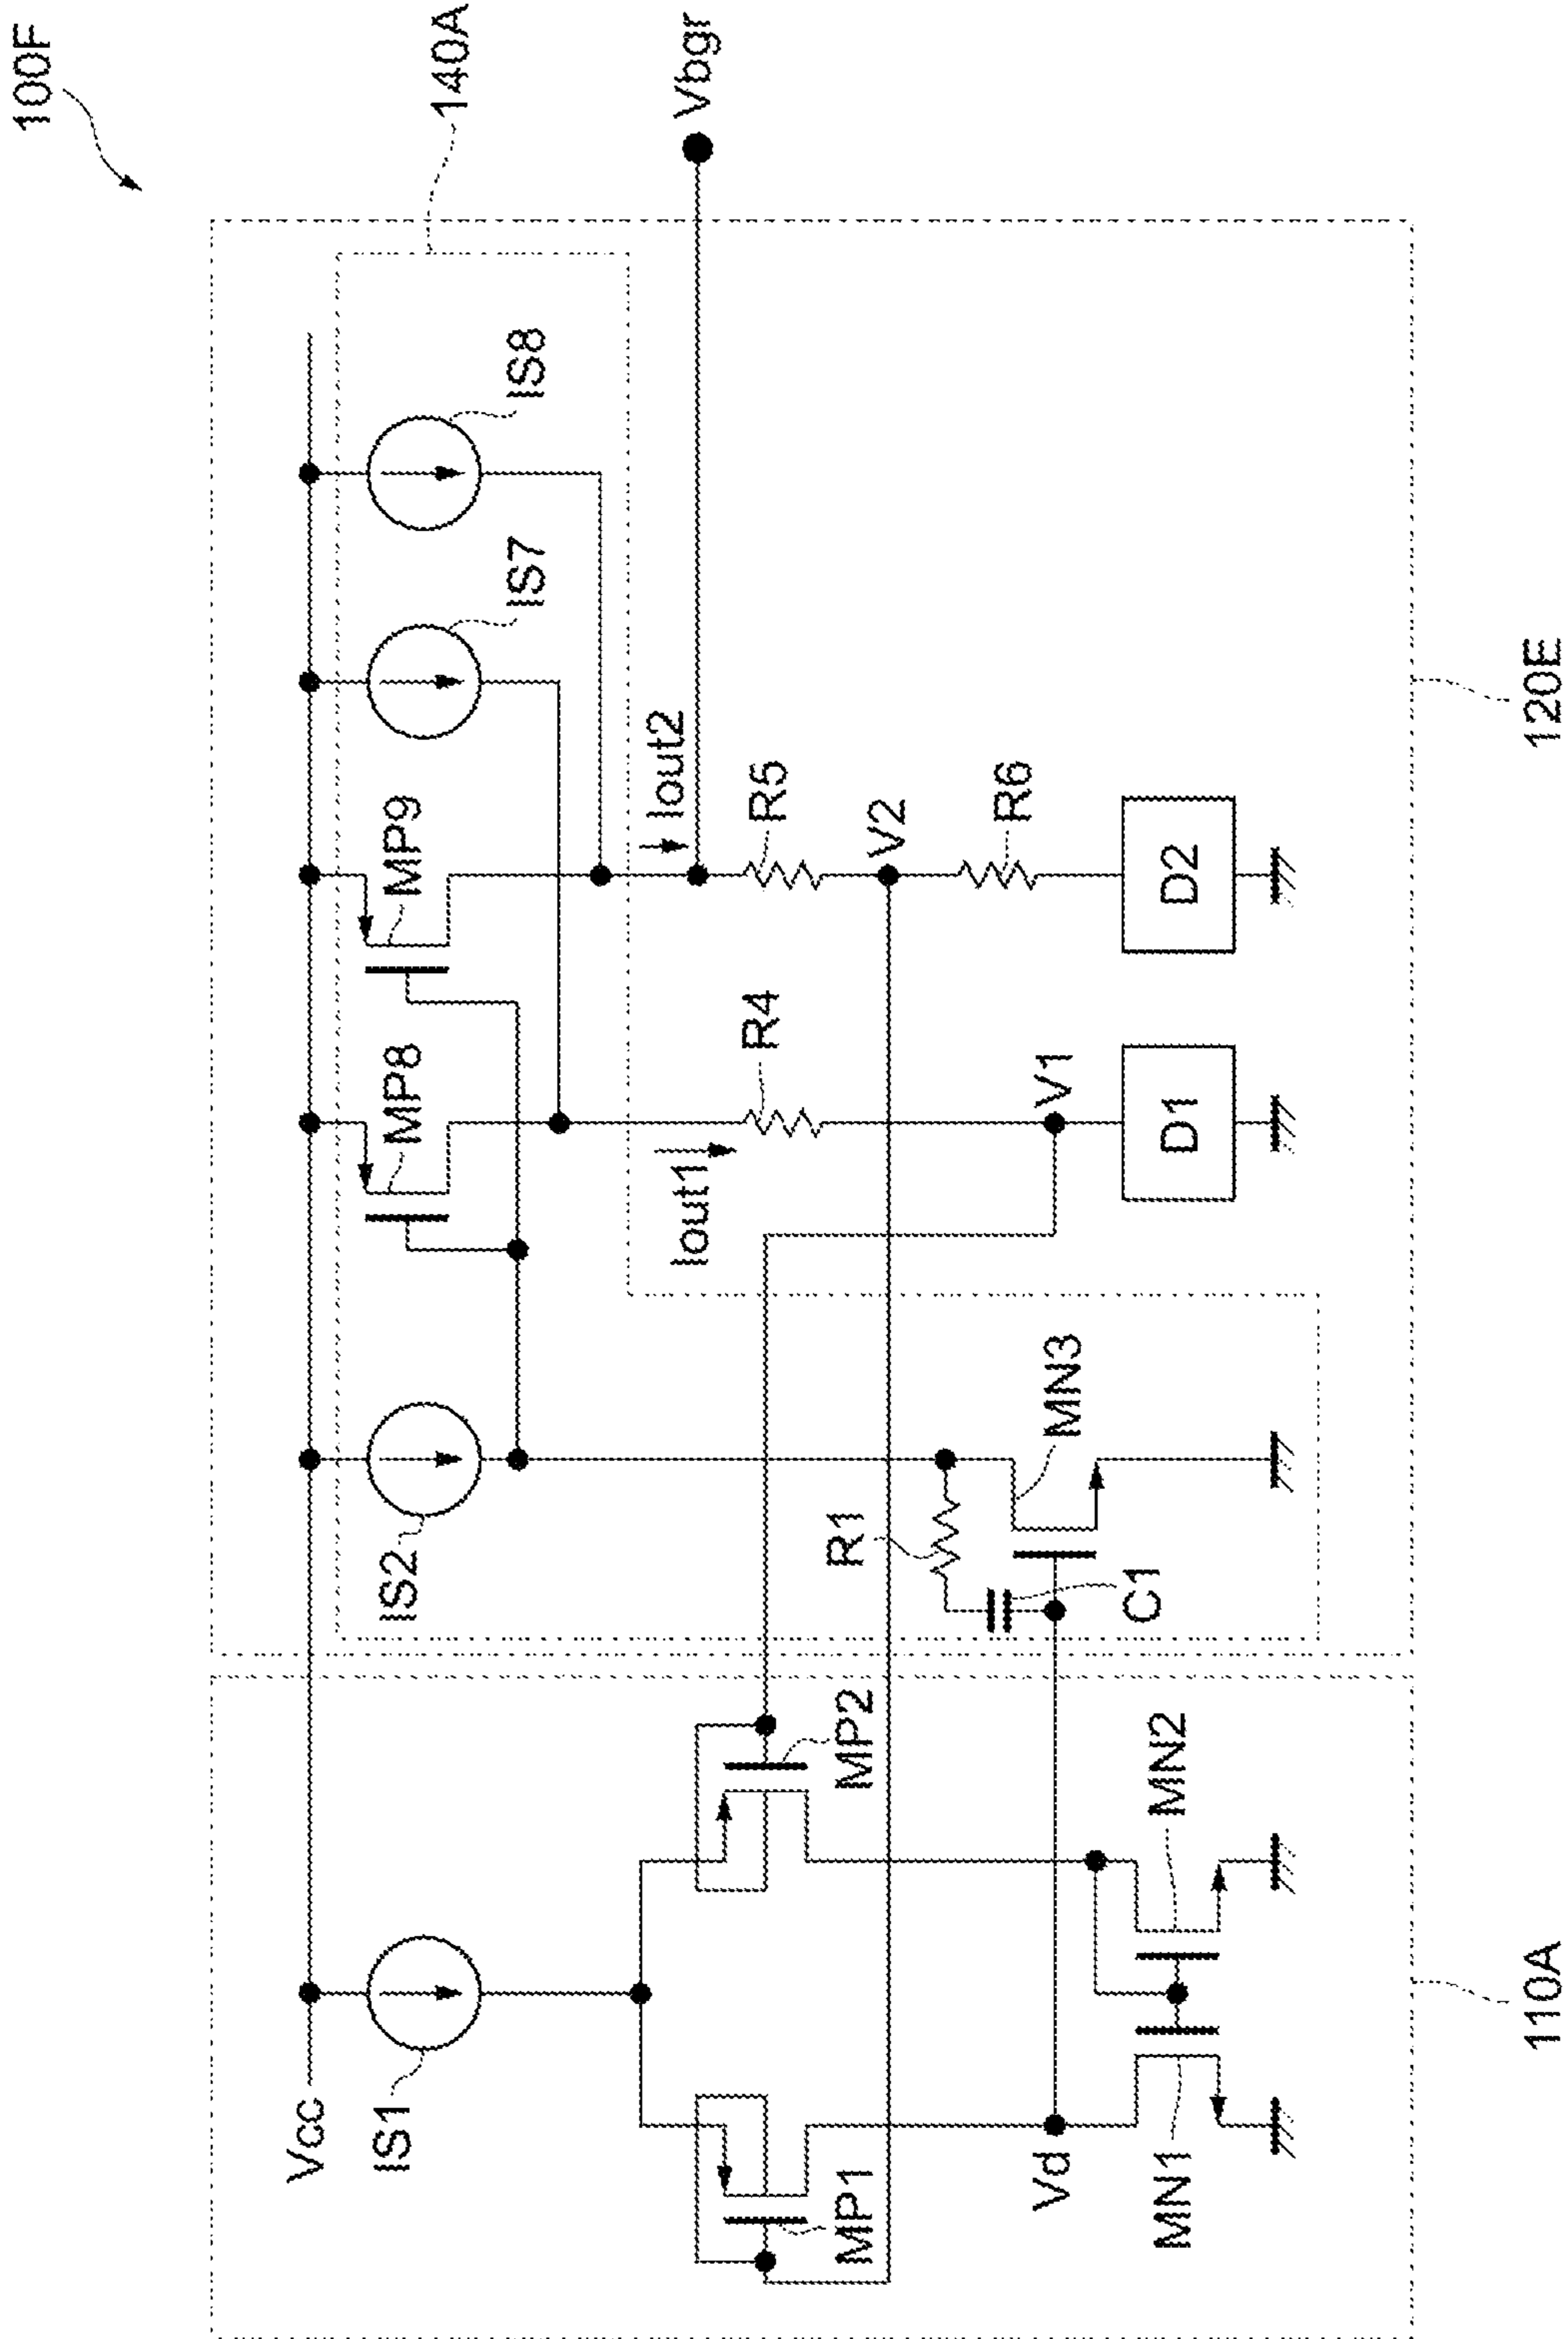 100F
Vcc
IS1
IS2
MP8
MP9
IS7
IS8
140A
Iout1
Iout2
Vbgr
MP1
MP2
R1
R4
R5
V2
Vd
C1
MN3
V1
R6
MN1
MN2
D1
D2
110A
120E